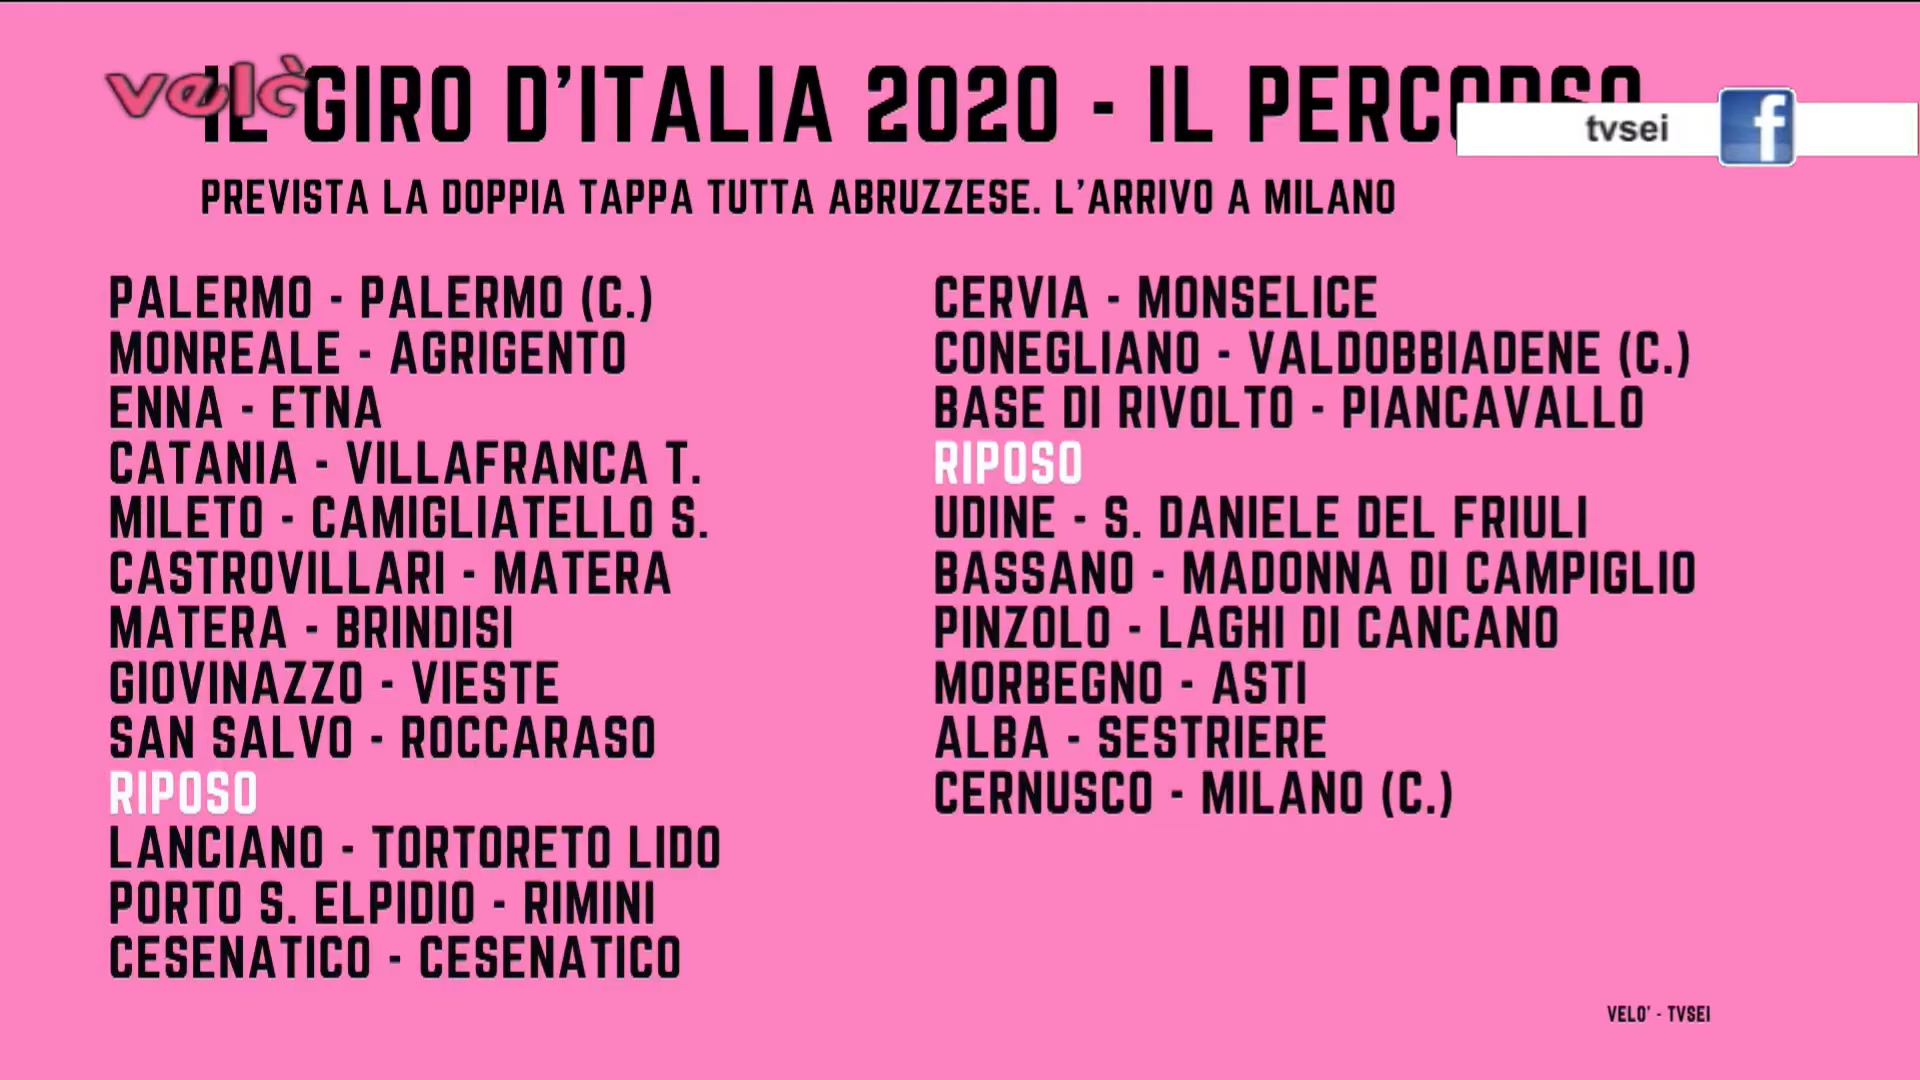 velò
IL GIRO D'ITALIA 2020 - IL PERCORSO
tvsei
PREVISTA LA DOPPIA TAPPA TUTTA ABRUZZESE. L'ARRIVO A MILANO
PALERMO - PALERMO (C.)
MONREALE - AGRIGENTO
ENNA - ETNA
CATANIA - VILLAFRANCA T.
MILETO - CAMIGLIATELLO S.
CASTROVILLARI - MATERA
MATERA - BRINDISI
GIOVINAZZO - VIESTE
SAN SALVO - ROCCARASO
RIPOSO
LANCIANO - TORTORETO LIDO
PORTO S. ELPIDIO - RIMINI
CESENATICO - CESENATICO
CERVIA - MONSELICE
CONEGLIANO - VALDOBBIADENE (C.)
BASE DI RIVOLTO - PIANCAVALLO
RIPOSO
UDINE - S. DANIELE DEL FRIULI
BASSANO - MADONNA DI CAMPIGLIO
PINZOLO - LAGHI DI CANCANO
MORBEGNO - ASTI
ALBA - SESTRIERE
CERNUSCO - MILANO (C.)
VELO' - TVSEI